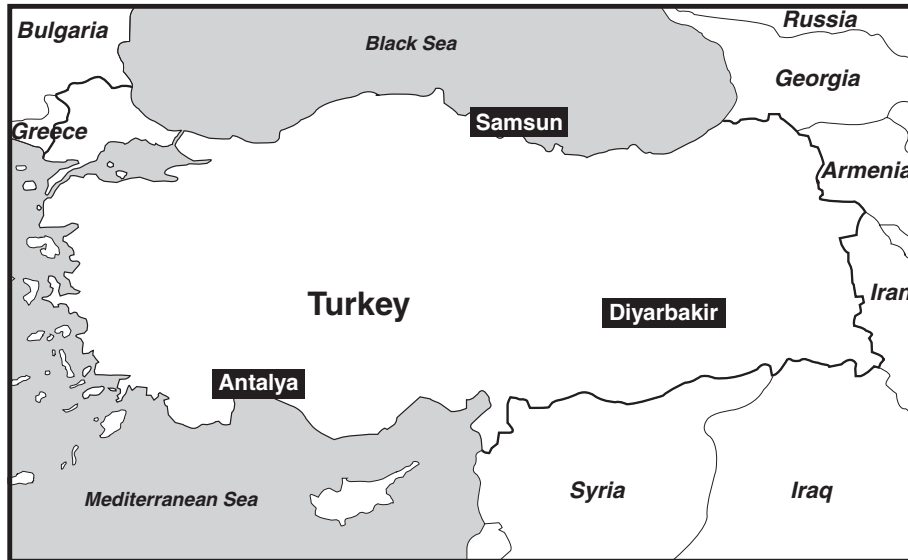 Russia
Bulgaria
Black Sea
Georgia
Samsun
Greece
Armenia
Iran
Turkey
Diyarbakir
Antalya
Mediterranean Sea
Syria
Iraq